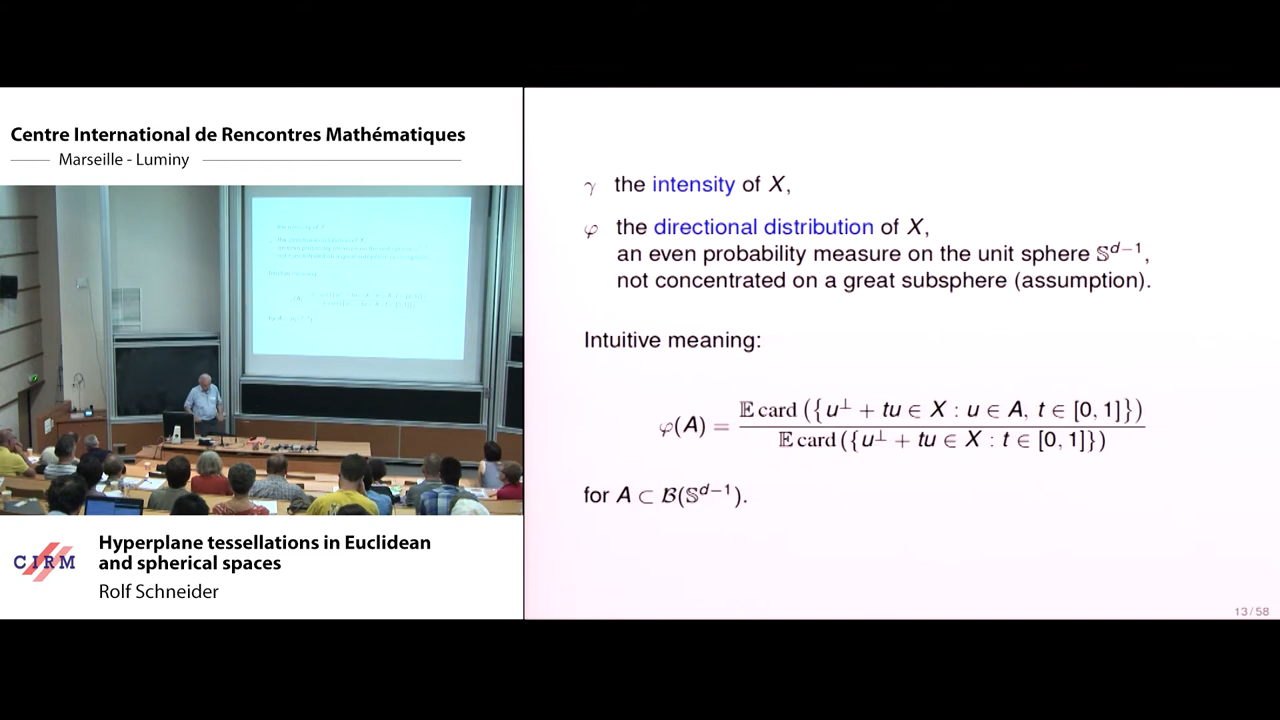 Centre International de Rencontres Mathématiques
Marseille - Luminy
γ the intensity of X,
φ the directional distribution of X,
an even probability measure on the unit sphere 𝕊^{d−1},
not concentrated on a great subsphere (assumption).
Intuitive meaning:
φ(A) = 𝔼 card ({u^⊥ + tu ∈ X : u ∈ A, t ∈ [0, 1]}) / 𝔼 card ({u^⊥ + tu ∈ X : t ∈ [0, 1]})
for A ⊂ 𝓑(𝕊^{d−1}).
13 / 58
CIRM
Hyperplane tessellations in Euclidean
and spherical spaces
Rolf Schneider